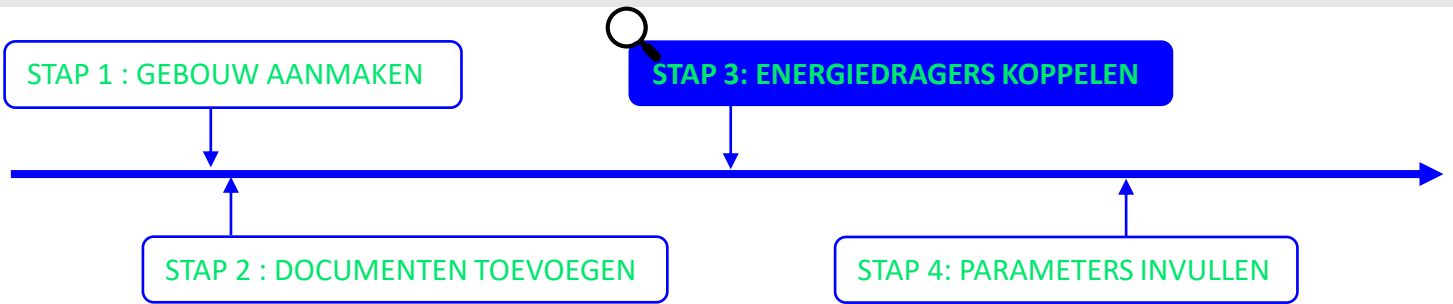 STAP 1 : GEBOUW AANMAKEN
STAP 3: ENERGIEDRAGERS KOPPELEN
STAP 2 : DOCUMENTEN TOEVOEGEN
STAP 4: PARAMETERS INVULLEN